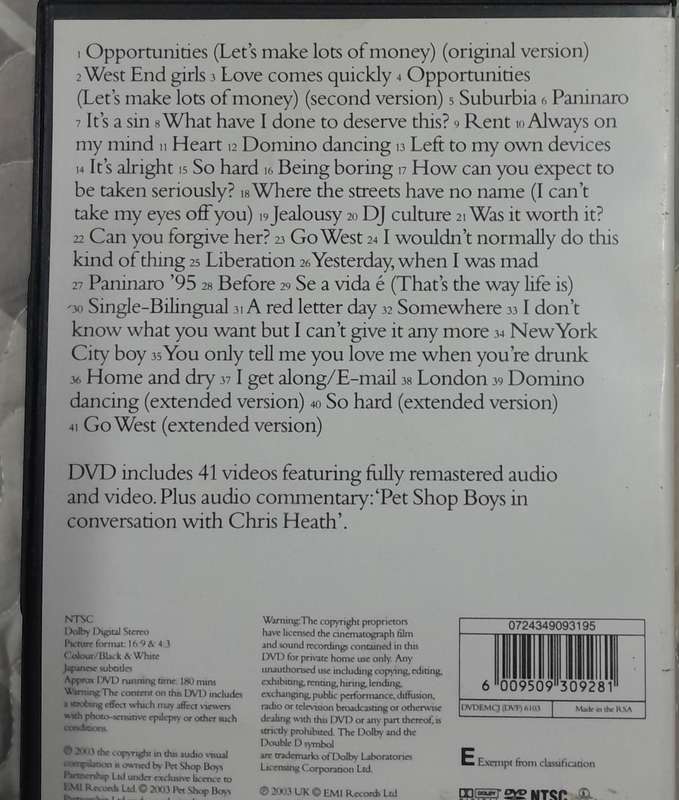 1 Opportunities (Let's make lots of money) (original version)
2 West End girls 3 Love comes quickly 4 Opportunities
(Let's make lots of money) (second version) 5 Suburbia 6 Paninaro
7 It's a sin 8 What have I done to deserve this? 9 Rent 10 Always on
my mind 11 Heart 12 Domino dancing 13 Left to my own devices
14 It's alright 15 So hard 16 Being boring 17 How can you expect to
be taken seriously? 18 Where the streets have no name (I can't
take my eyes off you) 19 Jealousy 20 DJ culture 21 Was it worth it?
22 Can you forgive her? 23 Go West 24 I wouldn't normally do this
kind of thing 25 Liberation 26 Yesterday, when I was mad
27 Paninaro '95 28 Before 29 Se a vida é (That's the way life is)
30 Single-Bilingual 31 A red letter day 32 Somewhere 33 I don't
know what you want but I can't give it any more 34 New York
City boy 35 You only tell me you love me when you're drunk
36 Home and dry 37 I get along/E-mail 38 London 39 Domino
dancing (extended version) 40 So hard (extended version)
41 Go West (extended version)
DVD includes 41 videos featuring fully remastered audio
and video. Plus audio commentary: 'Pet Shop Boys in
conversation with Chris Heath'.
NTSC
Dolby Digital Stereo
Picture format: 16:9 & 4:3
Colour/Black & White
Japanese subtitles
Approx DVD running time: 180 mins
Warning: The content on this DVD includes
a strobing effect which may affect viewers
with photo-sensitive epilepsy or other such
conditions.
℗ 2003 the copyright in this audio visual
compilation is owned by Pet Shop Boys
Partnership Ltd under exclusive licence to
EMI Records Ltd. © 2003 Pet Shop Boys
Partnership Ltd
Warning: The copyright proprietors
have licensed the cinematograph film
and sound recordings contained in this
DVD for private home use only. Any
unauthorised use including copying, editing,
exhibiting, renting, hiring, lending,
exchanging, public performance, diffusion,
radio or television broadcasting or otherwise
dealing with this DVD or any part thereof, is
strictly prohibited. The Dolby and the
Double D symbol
are trademarks of Dolby Laboratories
Licensing Corporation Ltd.
℗ 2003 UK © EMI Records Ltd
0724349093195
6 009509 309281
DVDEMCJ (DVP) 6103 Made in the RSA
E Exempt from classification
DOLBY DVD NTSC